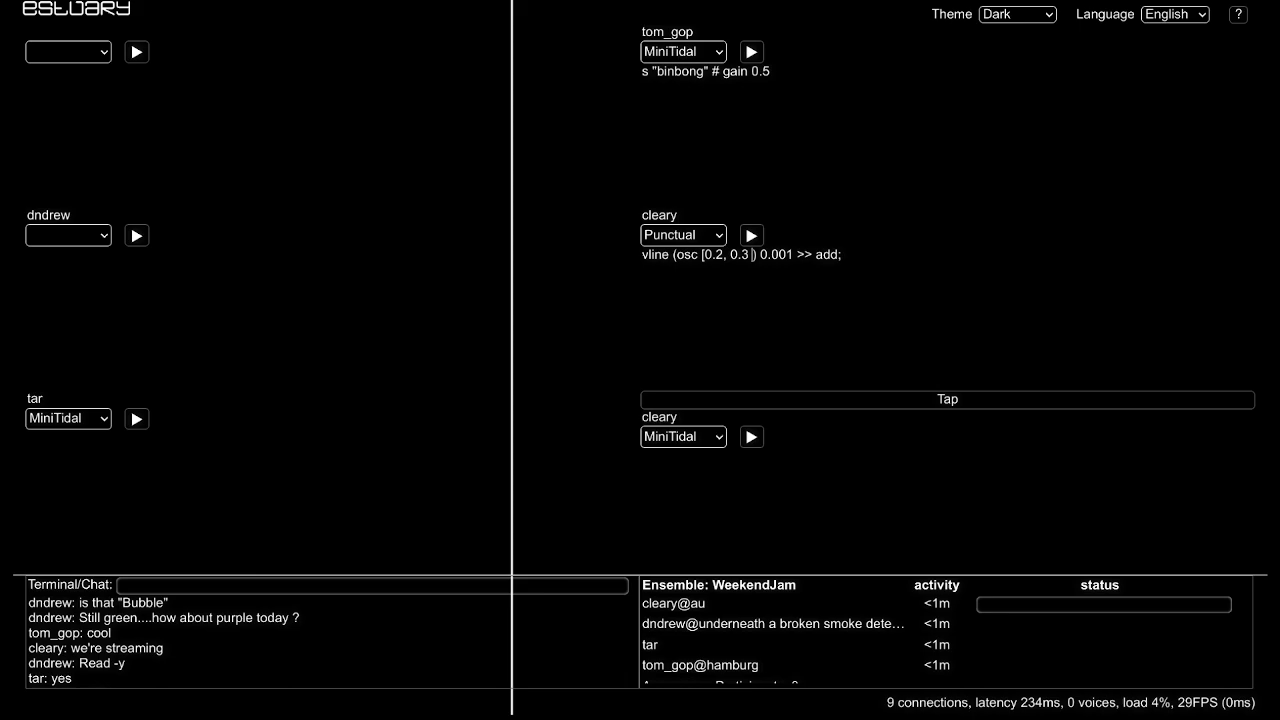 estuary
Theme Dark Language English ?
tom_gop
MiniTidal
s "binbong" # gain 0.5
dndrew
cleary
Punctual
vline (osc [0.2, 0.3 ]) 0.001 >> add;
tar
MiniTidal
Tap
cleary
MiniTidal
Terminal/Chat:
dndrew: is that "Bubble"
dndrew: Still green....how about purple today ?
tom_gop: cool
cleary: we're streaming
dndrew: Read -y
tar: yes
Ensemble: WeekendJam activity status
cleary@au <1m
dndrew@underneath a broken smoke dete... <1m
tar <1m
tom_gop@hamburg <1m
9 connections, latency 234ms, 0 voices, load 4%, 29FPS (0ms)